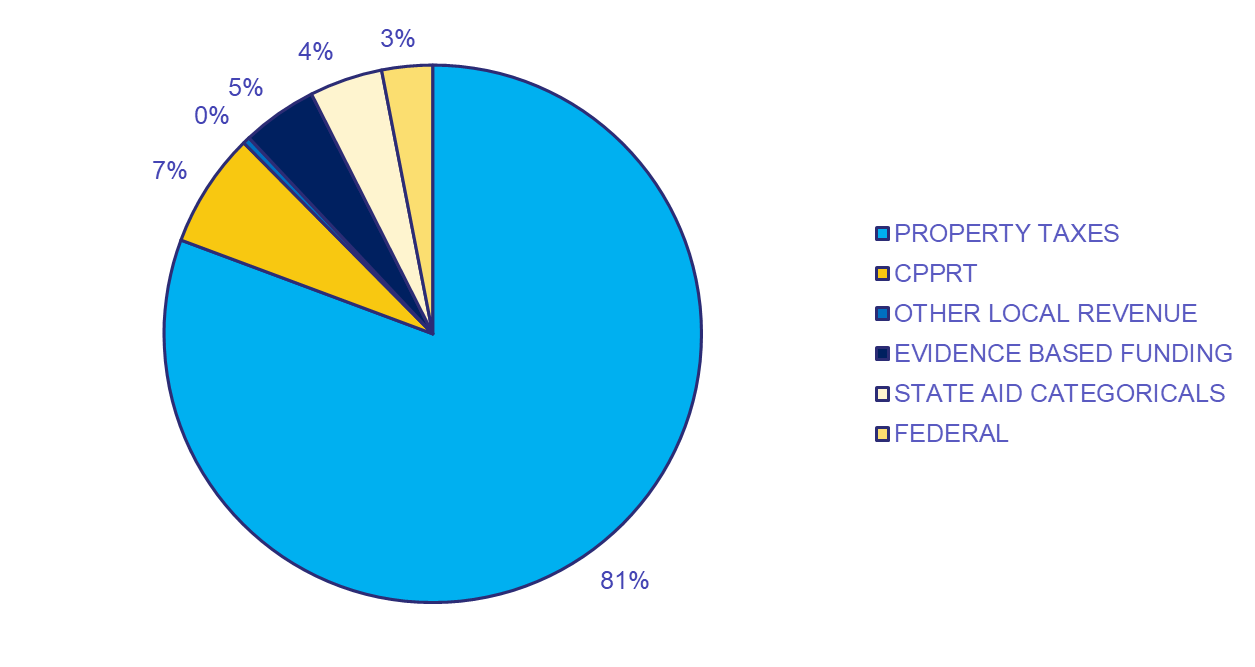 3%
4%
5%
0%
7%
81%
PROPERTY TAXES
CPPRT
OTHER LOCAL REVENUE
EVIDENCE BASED FUNDING
STATE AID CATEGORICALS
FEDERAL